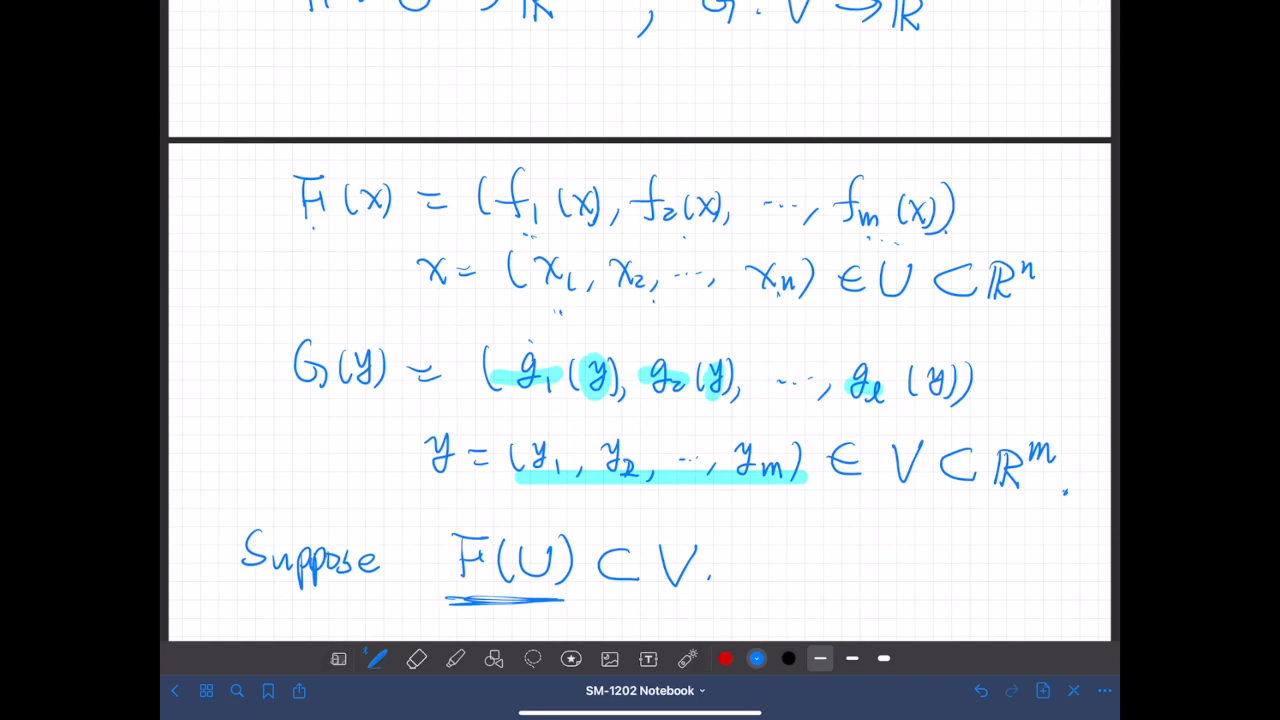 F : U → R , G : V → R
F(x) = (f₁(x), f₂(x), ⋯, fₘ(x))
x = (x₁, x₂, ⋯, xₙ) ∈ U ⊂ ℝⁿ
G(y) = (g₁(y), g₂(y), ⋯, gₗ(y))
y = (y₁, y₂, ⋯, yₘ) ∈ V ⊂ ℝᵐ.
Suppose F(U) ⊂ V.
SM-1202 Notebook